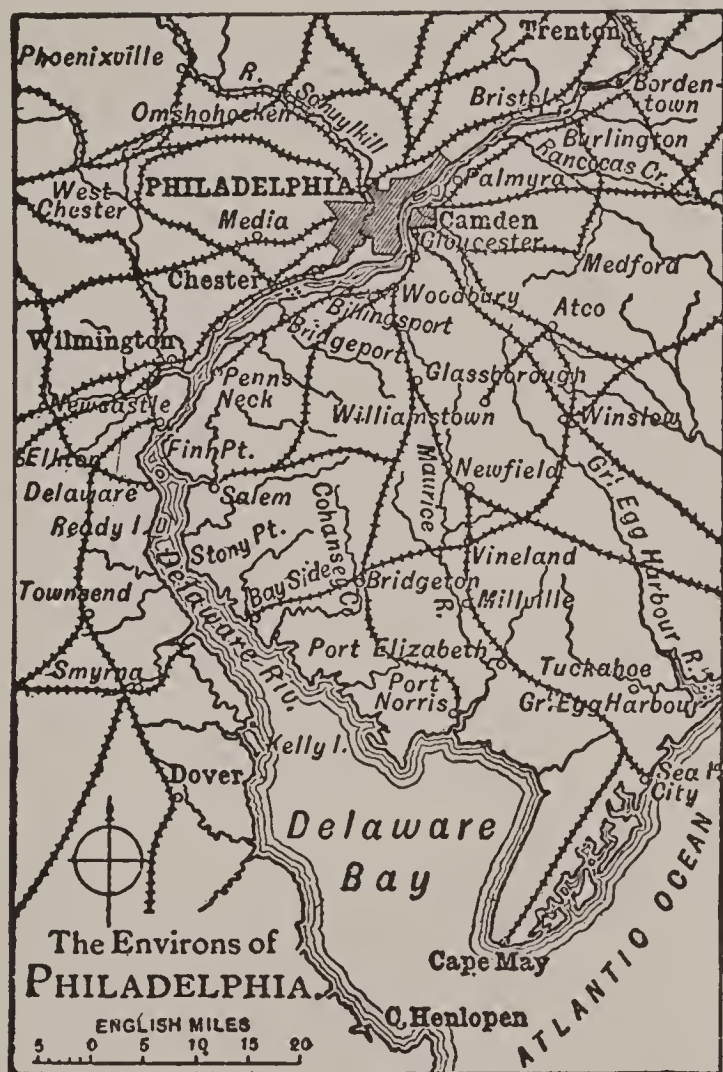 Trenton
Phoenixville
R.
Schuylkill
Borden-
town
Bristol
Omshohocken
Burlington
Rancocas Cr.
West
Chester
PHILADELPHIA
Palmyra
Media
Camden
Gloucester
Medford
Chester
Woodbury
Billingsport
Atco
Bridgeport
Wilmington
Penns
Neck
Glassborough
Newcastle
Williamstown
Winslow
Finh Pt.
Elkton
Maurice
R.
Newfield
Gr. Egg Harbour R.
Delaware
Salem
Cohansea Cr.
Ready I.
Stony Pt.
Delaware Riv.
Vineland
Bay Side
Bridgeton
Townsend
Millville
Port Elizabeth
Smyrna
Tuckahoe
Port
Norris
Gr. Egg Harbour
Kelly I.
Sea I.
City
Dover
Delaware
Bay
ATLANTIC OCEAN
The Environs of
PHILADELPHIA.
Cape May
C. Henlopen
ENGLISH MILES
5 0 5 10 15 20